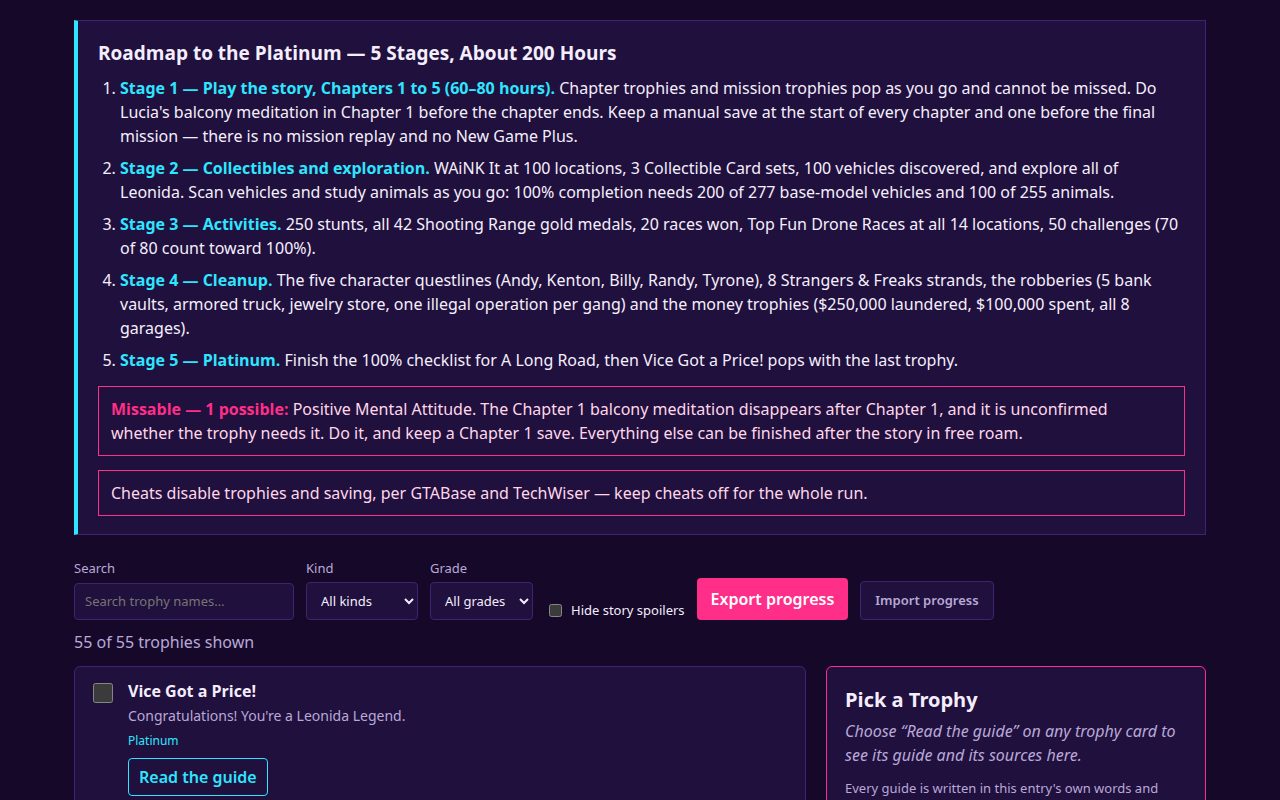 Roadmap to the Platinum — 5 Stages, About 200 Hours
1. Stage 1 — Play the story, Chapters 1 to 5 (60–80 hours). Chapter trophies and mission trophies pop as you go and cannot be missed. Do
Lucia's balcony meditation in Chapter 1 before the chapter ends. Keep a manual save at the start of every chapter and one before the final
mission — there is no mission replay and no New Game Plus.
2. Stage 2 — Collectibles and exploration. WAiNK It at 100 locations, 3 Collectible Card sets, 100 vehicles discovered, and explore all of
Leonida. Scan vehicles and study animals as you go: 100% completion needs 200 of 277 base-model vehicles and 100 of 255 animals.
3. Stage 3 — Activities. 250 stunts, all 42 Shooting Range gold medals, 20 races won, Top Fun Drone Races at all 14 locations, 50 challenges (70
of 80 count toward 100%).
4. Stage 4 — Cleanup. The five character questlines (Andy, Kenton, Billy, Randy, Tyrone), 8 Strangers & Freaks strands, the robberies (5 bank
vaults, armored truck, jewelry store, one illegal operation per gang) and the money trophies ($250,000 laundered, $100,000 spent, all 8
garages).
5. Stage 5 — Platinum. Finish the 100% checklist for A Long Road, then Vice Got a Price! pops with the last trophy.
Missable — 1 possible: Positive Mental Attitude. The Chapter 1 balcony meditation disappears after Chapter 1, and it is unconfirmed
whether the trophy needs it. Do it, and keep a Chapter 1 save. Everything else can be finished after the story in free roam.
Cheats disable trophies and saving, per GTABase and TechWiser — keep cheats off for the whole run.
Search
Kind
Grade
Search trophy names...
All kinds
All grades
Hide story spoilers
Export progress
Import progress
55 of 55 trophies shown
Vice Got a Price!
Congratulations! You're a Leonida Legend.
Platinum
Read the guide
Pick a Trophy
Choose “Read the guide” on any trophy card to
see its guide and its sources here.
Every guide is written in this entry's own words and